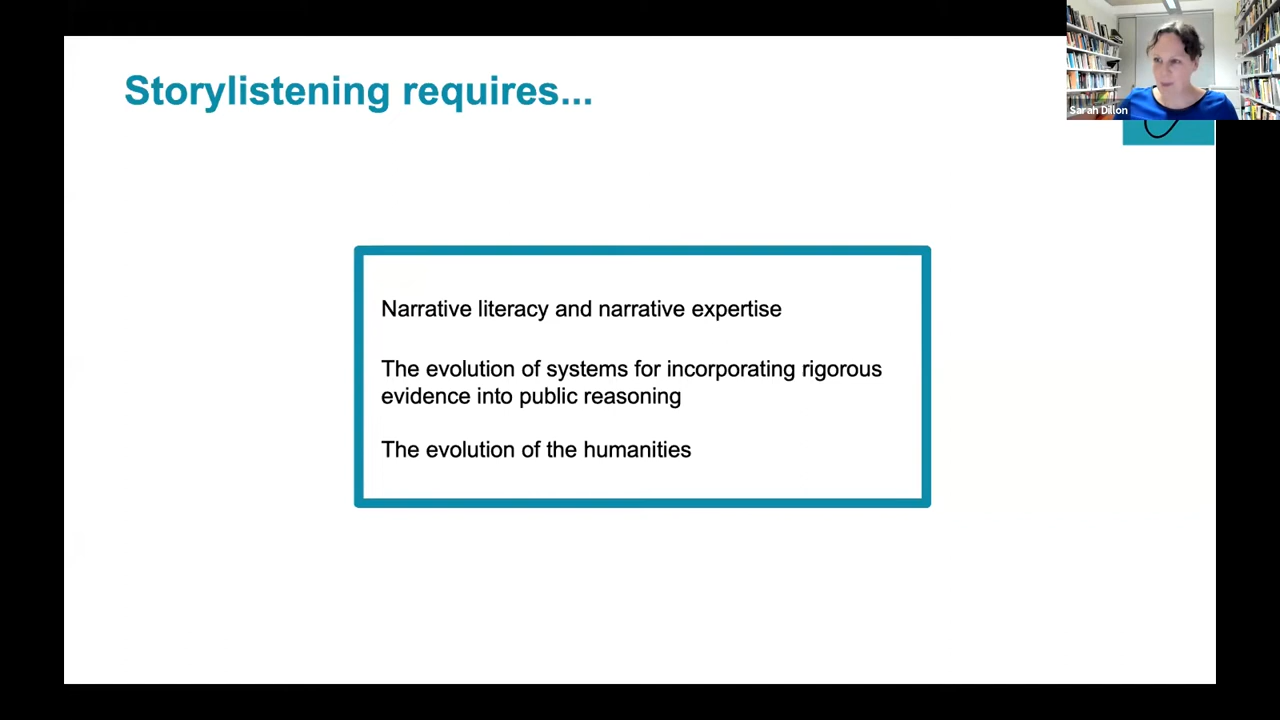 Storylistening requires...
Sarah Dillon
Narrative literacy and narrative expertise
The evolution of systems for incorporating rigorous
evidence into public reasoning
The evolution of the humanities